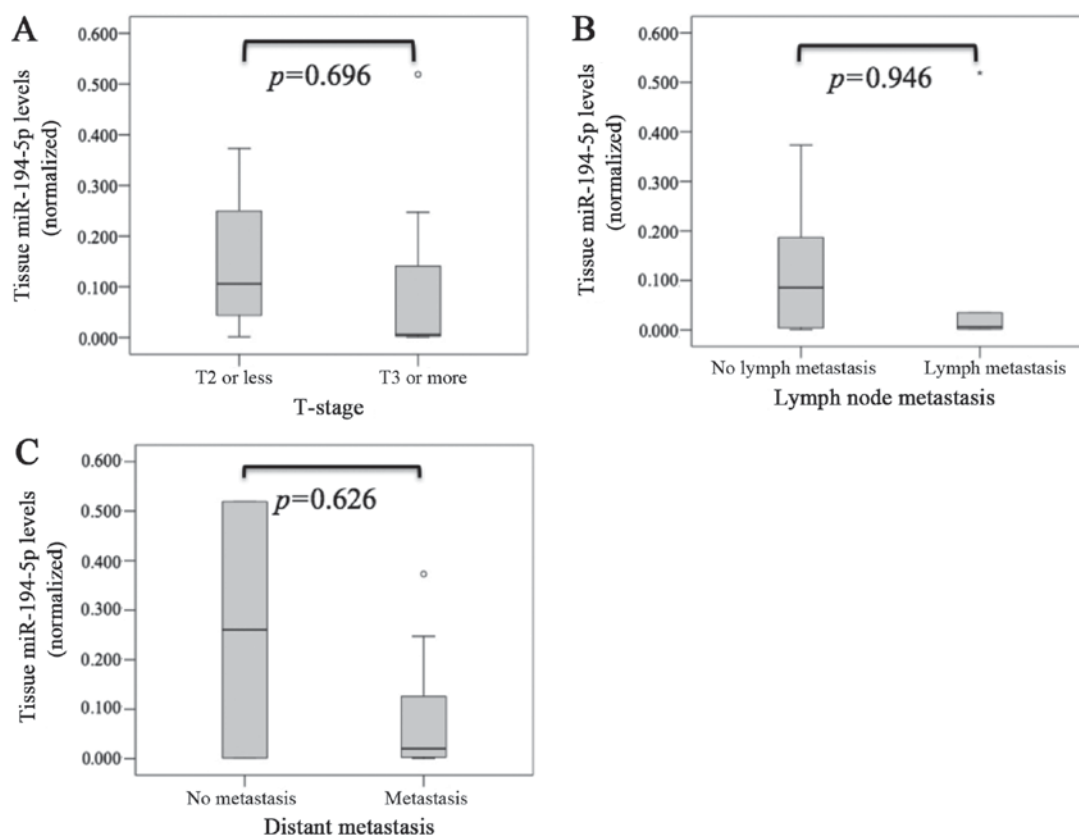 A
Tissue miR-194-5p levels
(normalized)
0.600
0.500
0.400
0.300
0.200
0.100
0.000
p=0.696
T2 or less
T3 or more
T-stage
B
Tissue miR-194-5p levels
(normalized)
0.600
0.500
0.400
0.300
0.200
0.100
0.000
p=0.946
No lymph metastasis
Lymph metastasis
Lymph node metastasis
C
Tissue miR-194-5p levels
(normalized)
0.600
0.500
0.400
0.300
0.200
0.100
0.000
p=0.626
No metastasis
Metastasis
Distant metastasis